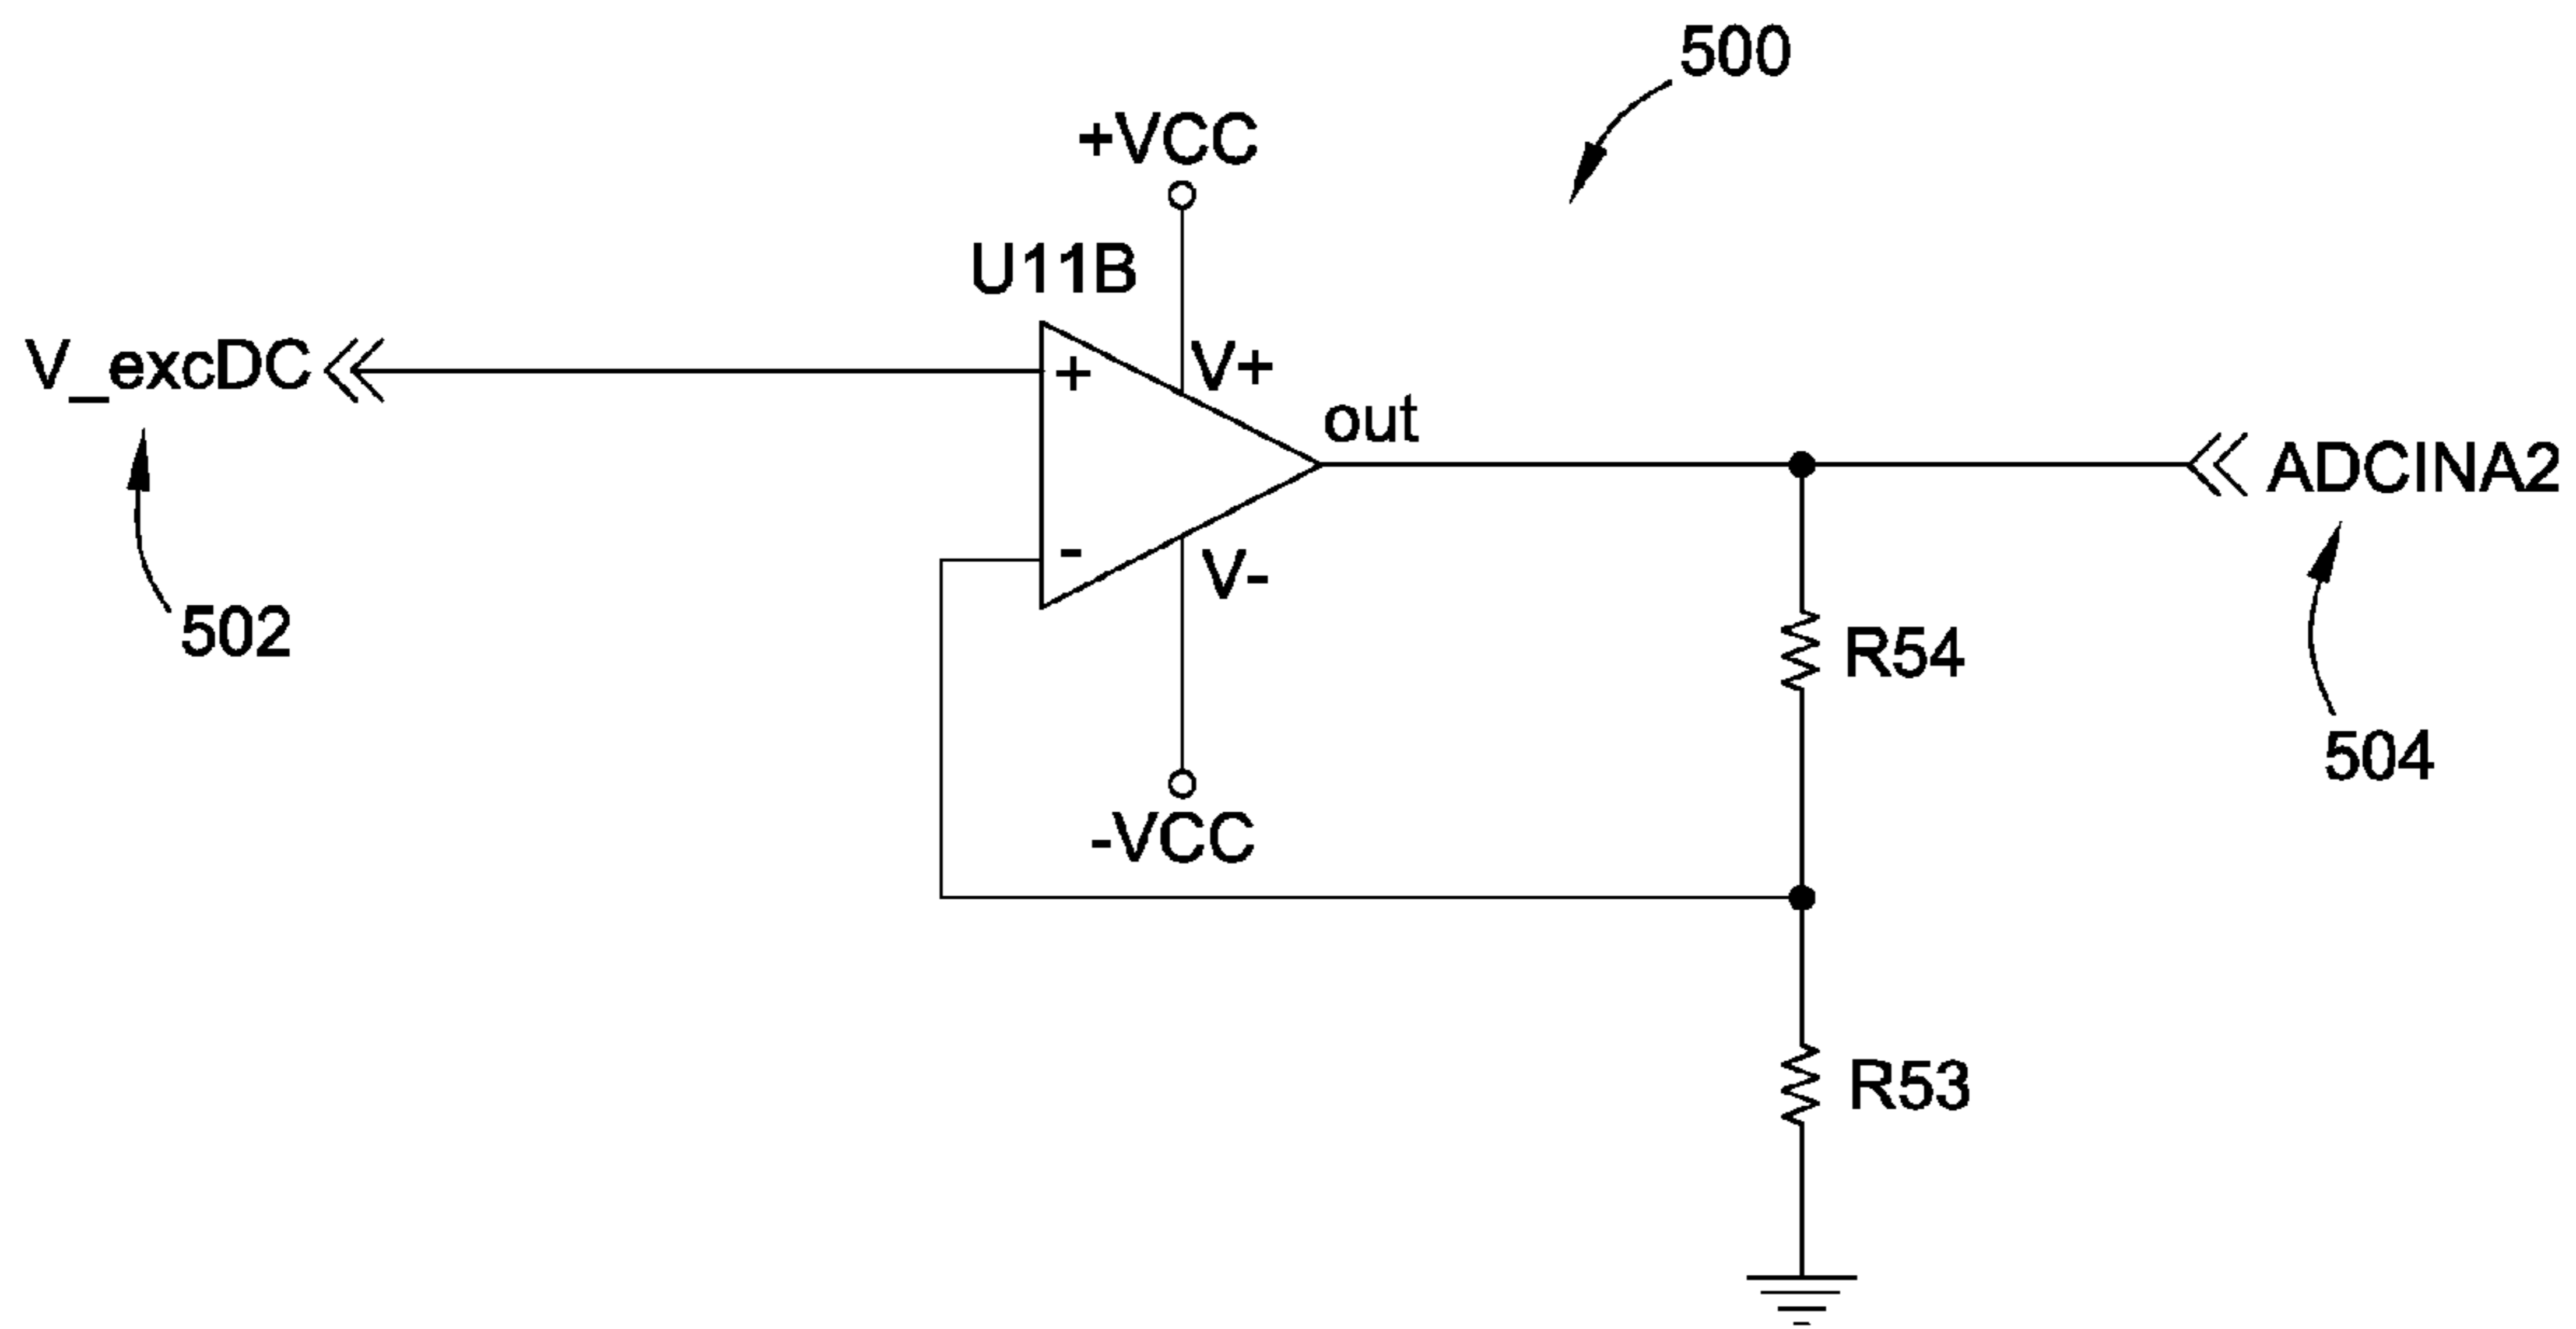 500
+VCC
U11B
V_excDC
+
V+
out
ADCINA2
-
V-
502
R54
504
-VCC
R53